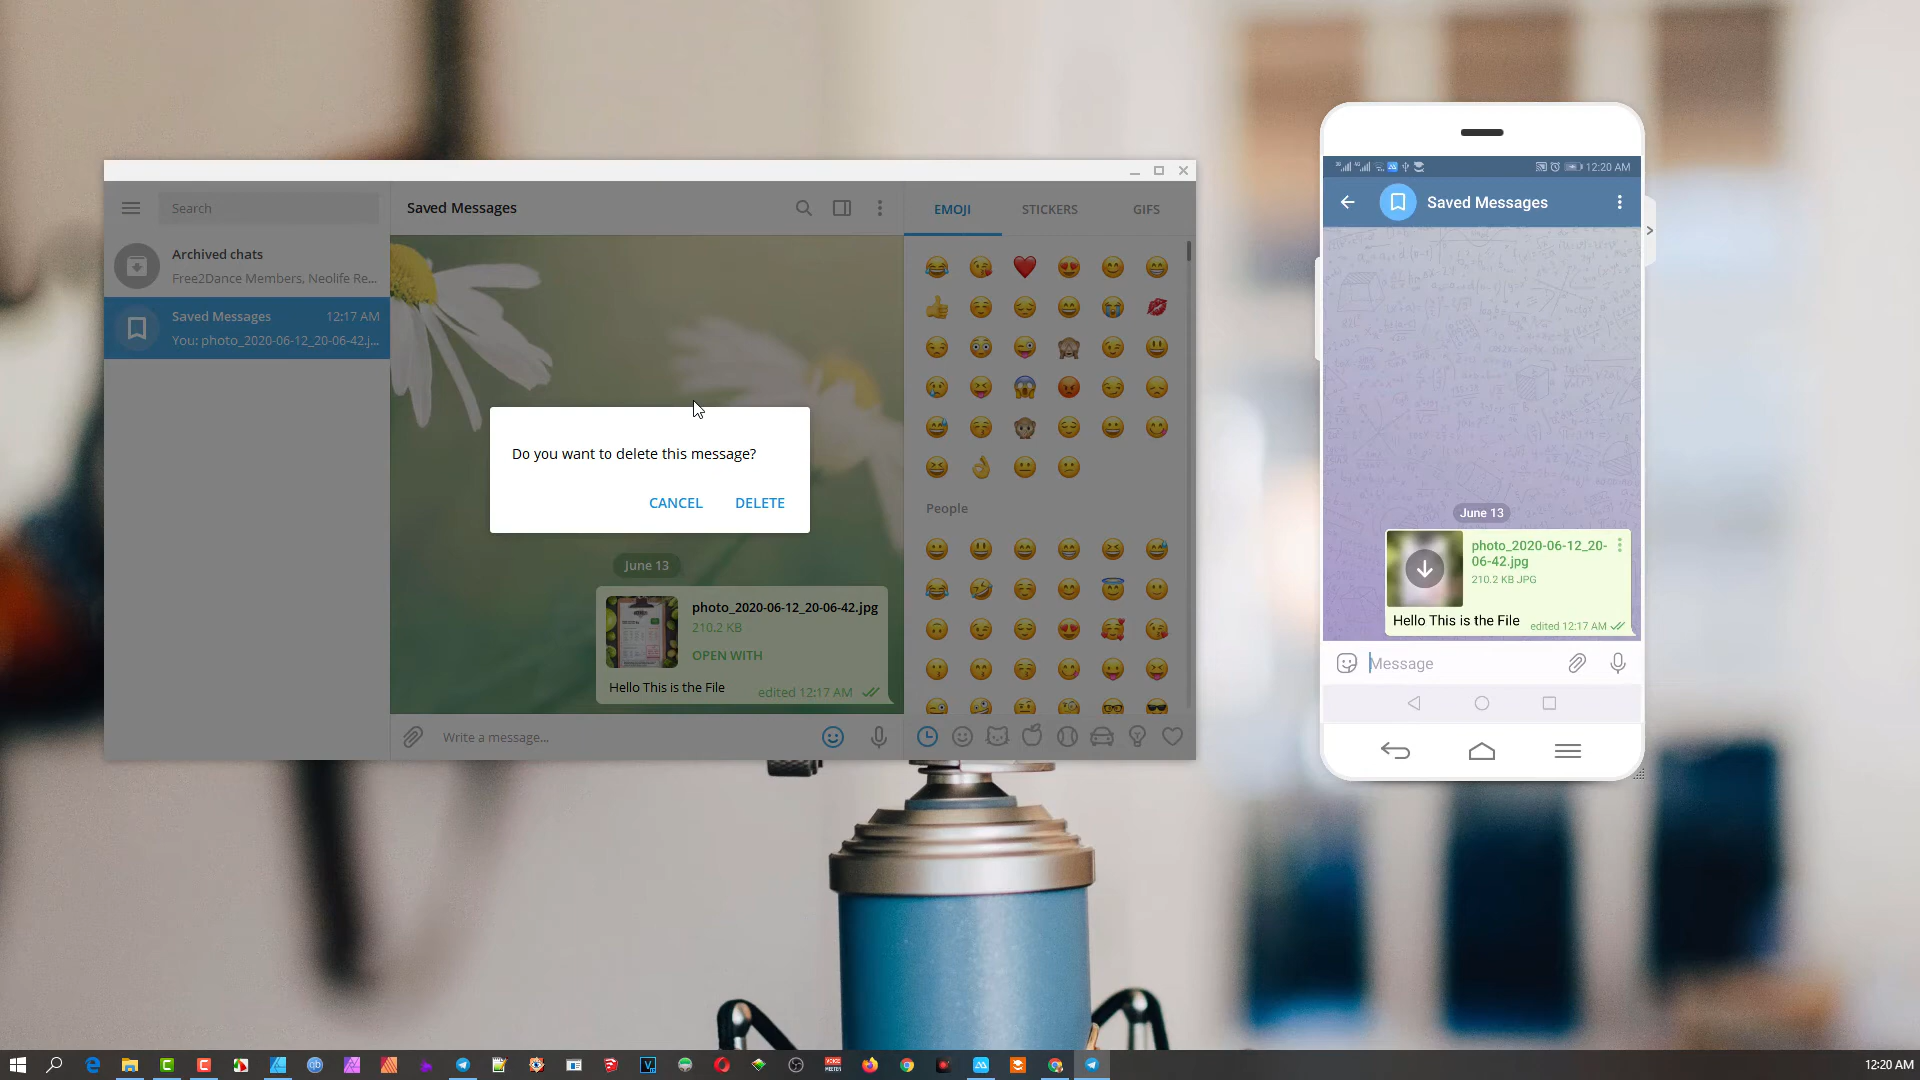 Search
Archived chats
Free2Dance Members, Neolife Re...
Saved Messages 12:17 AM
You: photo_2020-06-12_20-06-42.j...
Saved Messages
Do you want to delete this message?
CANCEL DELETE
June 13
photo_2020-06-12_20-06-42.jpg
210.2 KB
OPEN WITH
Hello This is the File
edited 12:17 AM
Write a message...
EMOJI STICKERS GIFS
People
12:20 AM
Saved Messages
June 13
photo_2020-06-12_20-
06-42.jpg
210.2 KB JPG
Hello This is the File
edited 12:17 AM
Message
12:20 AM